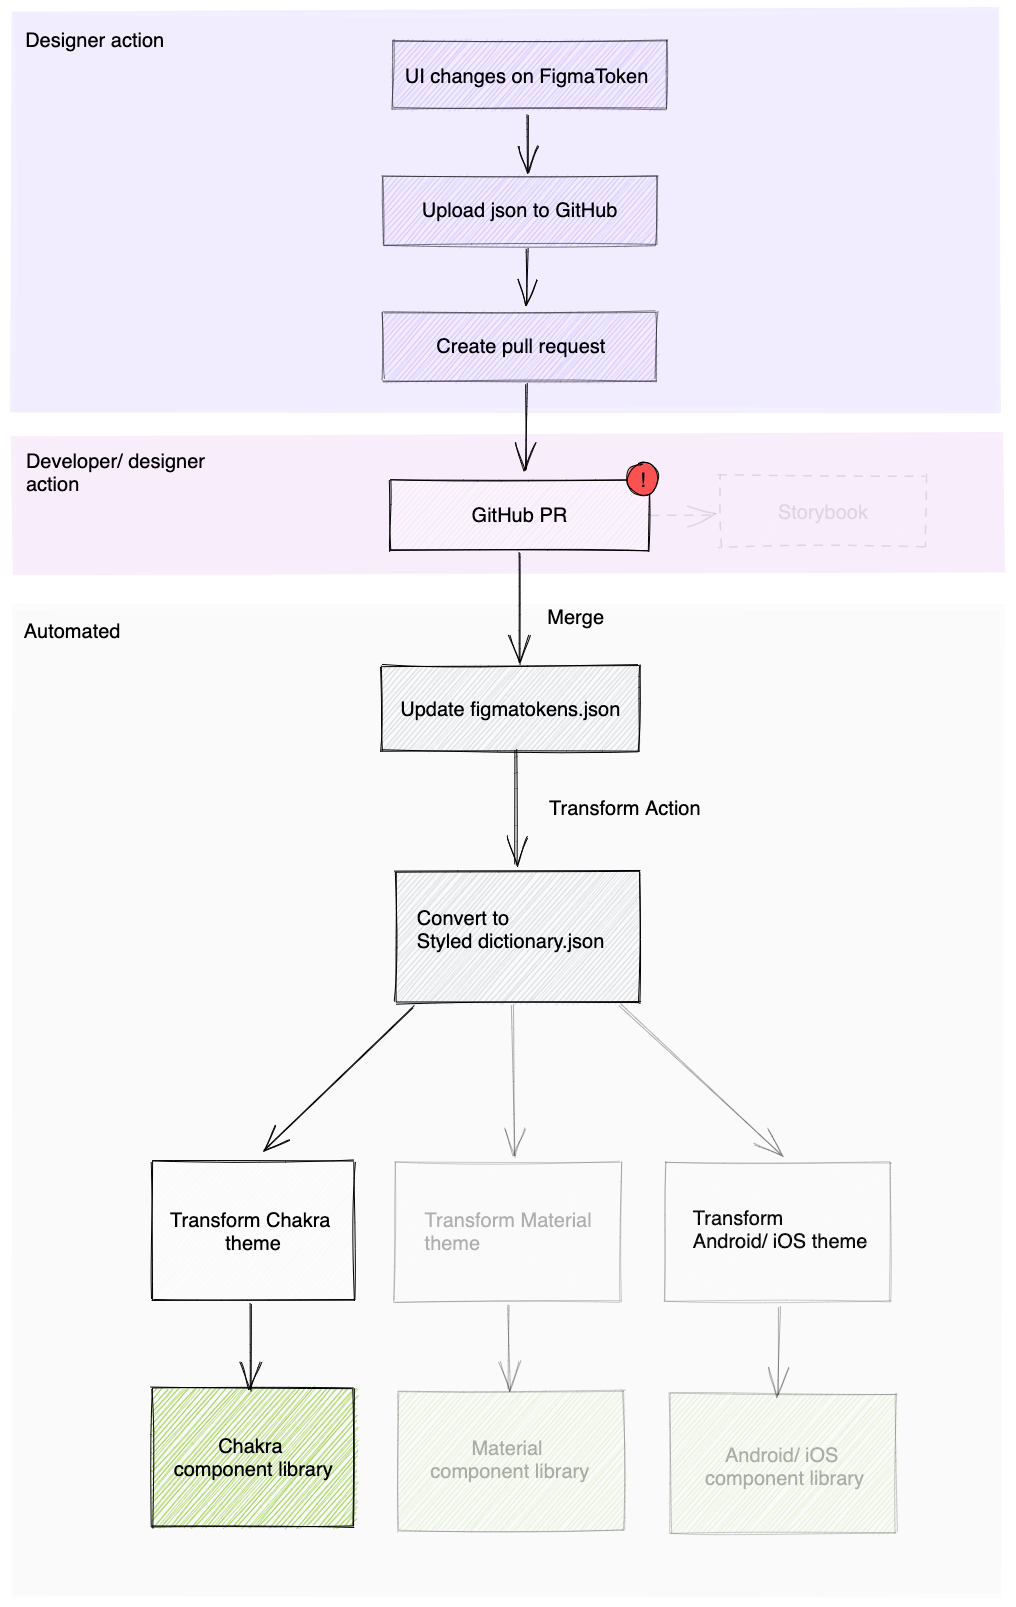 Designer action
UI changes on FigmaToken
Upload json to GitHub
Create pull request
Developer/ designer
action
!
GitHub PR
Storybook
Merge
Automated
Update figmatokens.json
Transform Action
Convert to
Styled dictionary.json
Transform Chakra
theme
Transform Material
theme
Transform
Android/ iOS theme
Chakra
component library
Material
component library
Android/ iOS
component library